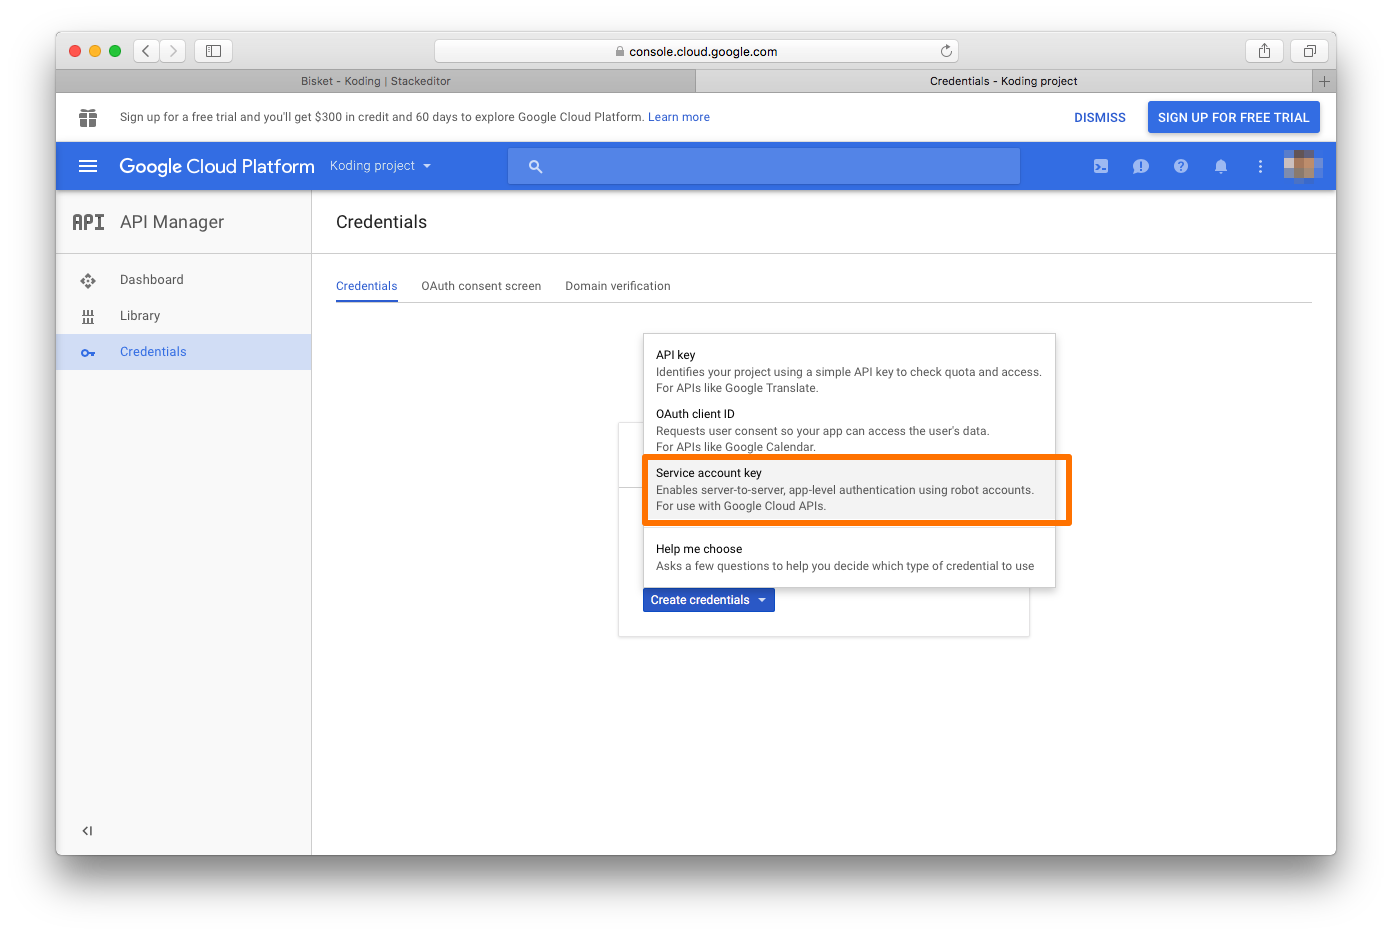 console.cloud.google.com
Bisket - Koding | Stackeditor
Credentials - Koding project
Sign up for a free trial and you'll get $300 in credit and 60 days to explore Google Cloud Platform. Learn more
DISMISS
SIGN UP FOR FREE TRIAL
Google Cloud Platform
Koding project
API
API Manager
Credentials
Dashboard
Library
Credentials
Credentials
OAuth consent screen
Domain verification
API key
Identifies your project using a simple API key to check quota and access.
For APIs like Google Translate.
OAuth client ID
Requests user consent so your app can access the user's data.
For APIs like Google Calendar.
Service account key
Enables server-to-server, app-level authentication using robot accounts.
For use with Google Cloud APIs.
Help me choose
Asks a few questions to help you decide which type of credential to use
Create credentials